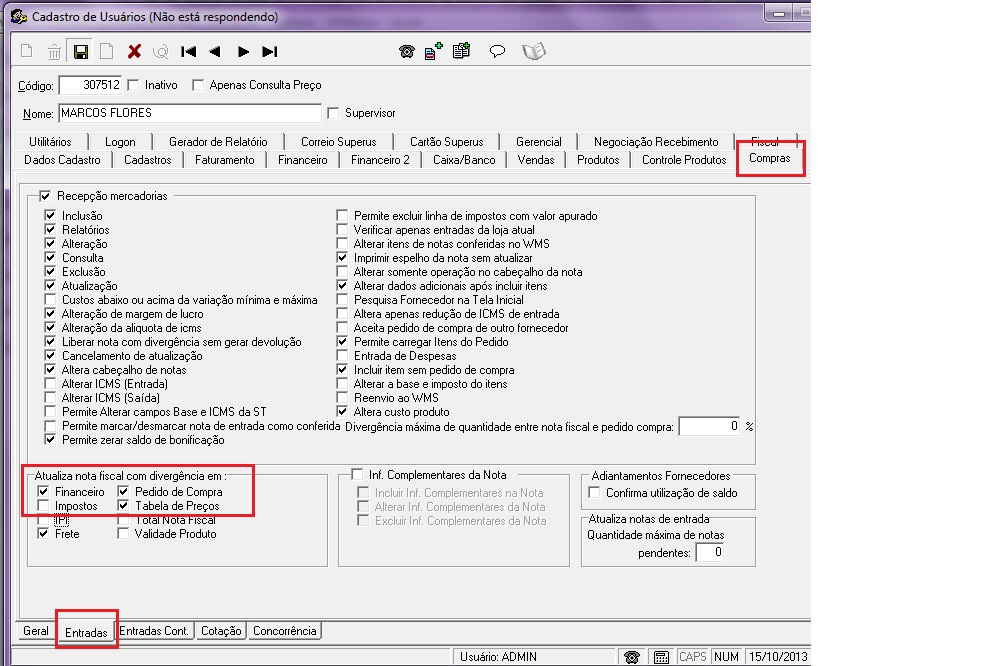 Cadastro de Usuários (Não está respondendo)
Código: 307512 Inativo Apenas Consulta Preço
Nome: MARCOS FLORES Supervisor
Utilitários Logon Gerador de Relatório Correio Superus Cartão Superus Gerencial Negociação Recebimento Fiscal
Dados Cadastro Cadastros Faturamento Financeiro Financeiro 2 Caixa/Banco Vendas Produtos Controle Produtos Compras
Recepção mercadorias
Inclusão Permite excluir linha de impostos com valor apurado
Relatórios Verificar apenas entradas da loja atual
Alteração Alterar itens de notas conferidas no WMS
Consulta Imprimir espelho da nota sem atualizar
Exclusão Alterar somente operação no cabeçalho da nota
Atualização Alterar dados adicionais após incluir itens
Custos abaixo ou acima da variação mínima e máxima Pesquisa Fornecedor na Tela Inicial
Alteração de margem de lucro Altera apenas redução de ICMS de entrada
Alteração da aliquota de icms Aceita pedido de compra de outro fornecedor
Liberar nota com divergência sem gerar devolução Permite carregar Itens do Pedido
Cancelamento de atualização Entrada de Despesas
Altera cabeçalho de notas Incluir item sem pedido de compra
Alterar ICMS (Entrada) Alterar a base e imposto do itens
Alterar ICMS (Saída) Reenvio ao WMS
Permite Alterar campos Base e ICMS da ST Altera custo produto
Permite marcar/desmarcar nota de entrada como conferida Divergência máxima de quantidade entre nota fiscal e pedido compra: 0 %
Permite zerar saldo de bonificação
Atualiza nota fiscal com divergência em : Inf. Complementares da Nota Adiantamentos Fornecedores
Financeiro Pedido de Compra Incluir Inf. Complementares na Nota Confirma utilização de saldo
Impostos Tabela de Preços Alterar Inf. Complementares da Nota
IPI Total Nota Fiscal Excluir Inf. Complementares da Nota Atualiza notas de entrada
Frete Validade Produto Quantidade máxima de notas
pendentes: 0
Geral Entradas Entradas Cont. Cotação Concorrência
Usuário: ADMIN CAPS NUM 15/10/2013